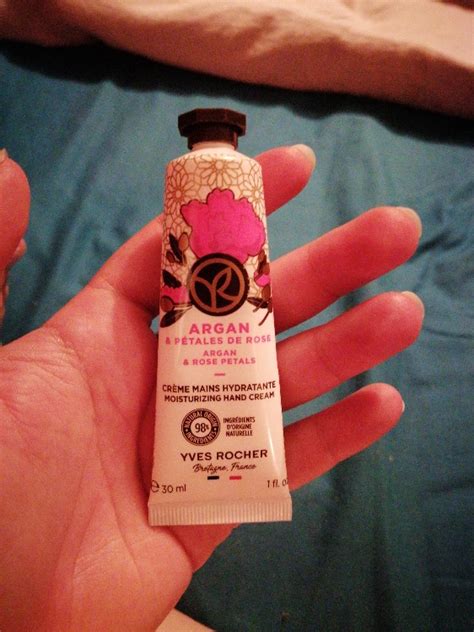 ARGAN
& PÉTALES DE ROSE
ARGAN
& ROSE PETALS
CRÈME MAINS HYDRATANTE
MOISTURIZING HAND CREAM
98%
INGRÉDIENTS
D'ORIGINE
NATURELLE
YVES ROCHER
Bretagne, France
e 30 ml 1 fl.